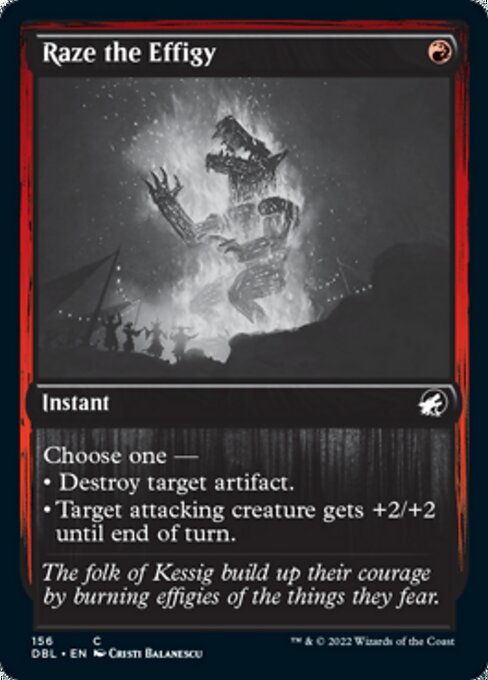 Raze the Effigy
Instant
Choose one —
• Destroy target artifact.
• Target attacking creature gets +2/+2
until end of turn.
The folk of Kessig build up their courage
by burning effigies of the things they fear.
156 C
DBL • EN Cristi Balanescu
™ & © 2022 Wizards of the Coast